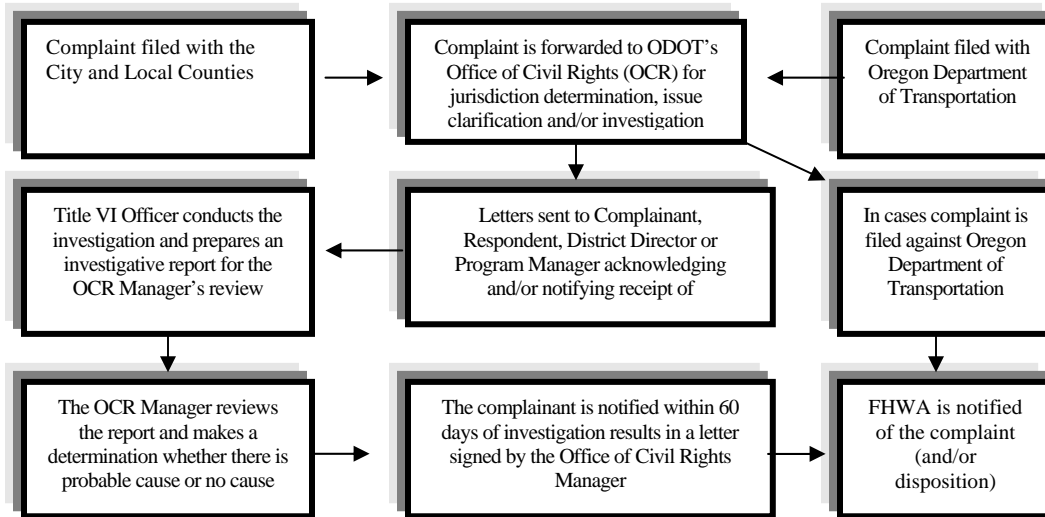 Complaint filed with the
City and Local Counties
Complaint is forwarded to ODOT's
Office of Civil Rights (OCR) for
jurisdiction determination, issue
clarification and/or investigation
Complaint filed with
Oregon Department
of Transportation
Title VI Officer conducts the
investigation and prepares an
investigative report for the
OCR Manager's review
Letters sent to Complainant,
Respondent, District Director or
Program Manager acknowledging
and/or notifying receipt of
In cases complaint is
filed against Oregon
Department of
Transportation
The OCR Manager reviews
the report and makes a
determination whether there is
probable cause or no cause
The complainant is notified within 60
days of investigation results in a letter
signed by the Office of Civil Rights
Manager
FHWA is notified
of the complaint
(and/or
disposition)